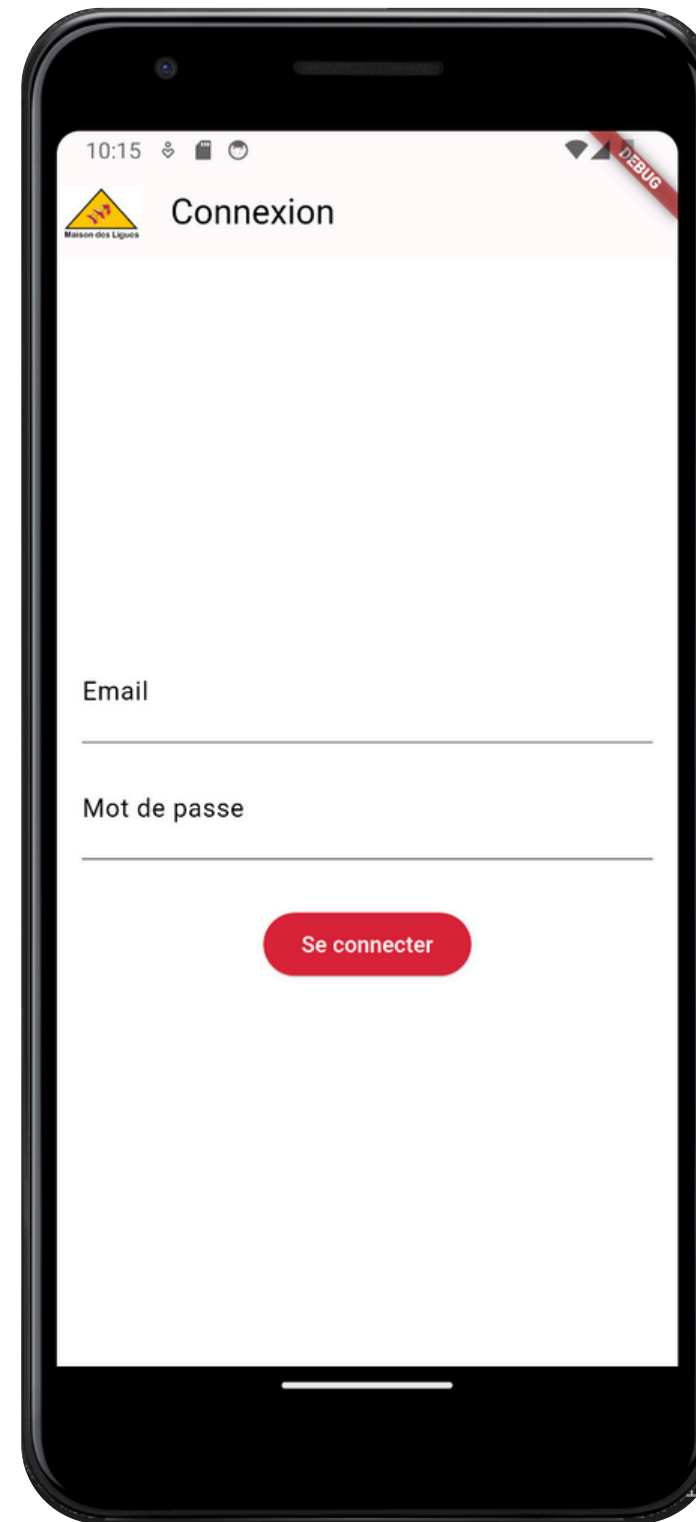 10:15
DEBUG
Maison des Ligues
Connexion
Email
Mot de passe
Se connecter